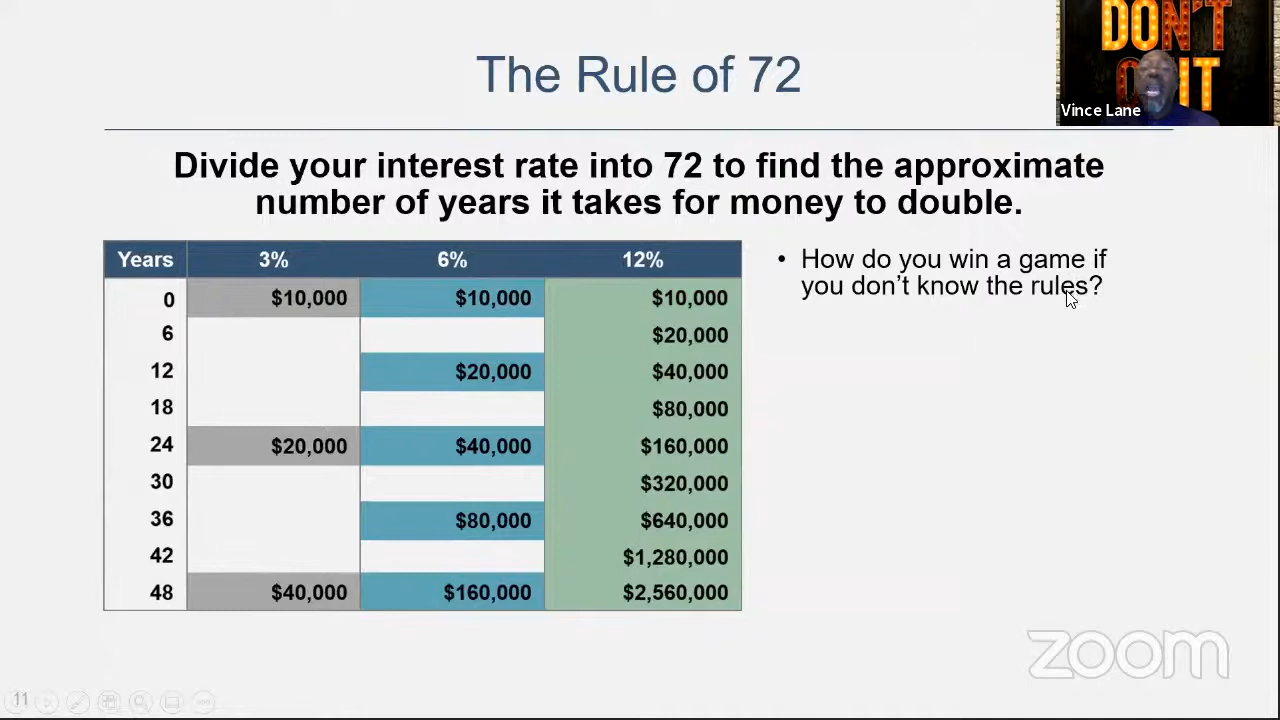 The Rule of 72
DON'T
QUIT
Vince Lane
Divide your interest rate into 72 to find the approximate
number of years it takes for money to double.
Years 3% 6% 12%
0 $10,000 $10,000 $10,000
6 $20,000
12 $20,000 $40,000
18 $80,000
24 $20,000 $40,000 $160,000
30 $320,000
36 $80,000 $640,000
42 $1,280,000
48 $40,000 $160,000 $2,560,000
• How do you win a game if
you don't know the rules?
zoom
11